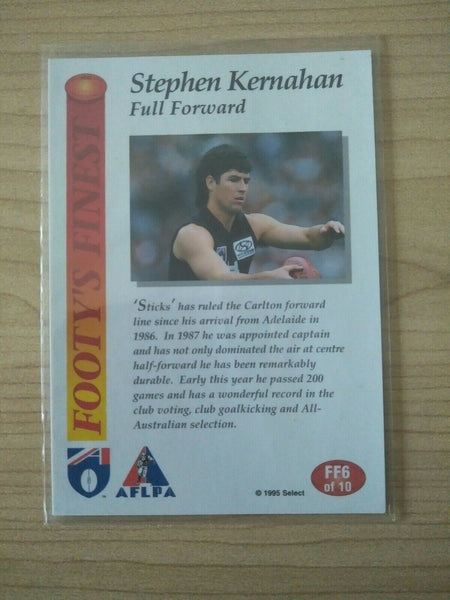 Stephen Kernahan
Full Forward
FOOTY'S FINEST
'Sticks' has ruled the Carlton forward
line since his arrival from Adelaide in
1986. In 1987 he was appointed captain
and has not only dominated the air at centre
half-forward he has been remarkably
durable. Early this year he passed 200
games and has a wonderful record in the
club voting, club goalkicking and All-
Australian selection.
AFLPA
© 1995 Select
FF6
of 10